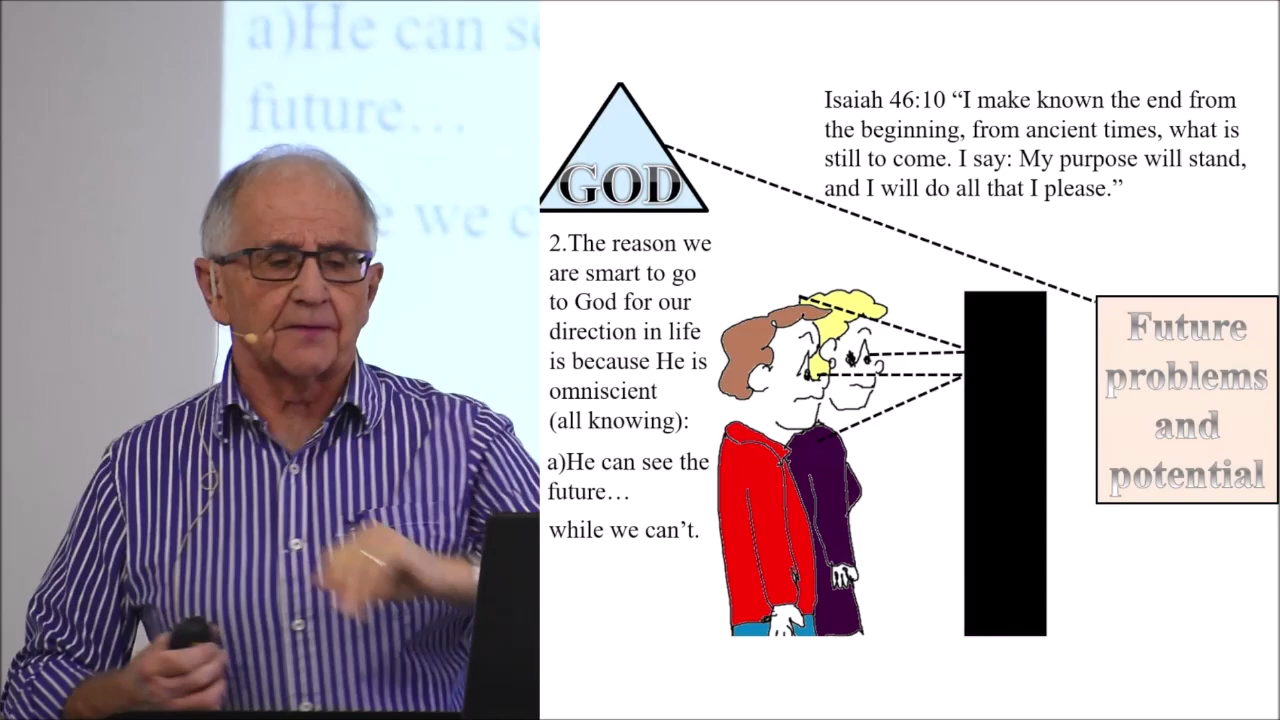 a)He can
future…
we
GOD
Isaiah 46:10 “I make known the end from
the beginning, from ancient times, what is
still to come. I say: My purpose will stand,
and I will do all that I please.”
2.The reason we
are smart to go
to God for our
direction in life
is because He is
omniscient
(all knowing):
a)He can see the
future…
while we can’t.
Future
problems
and
potential